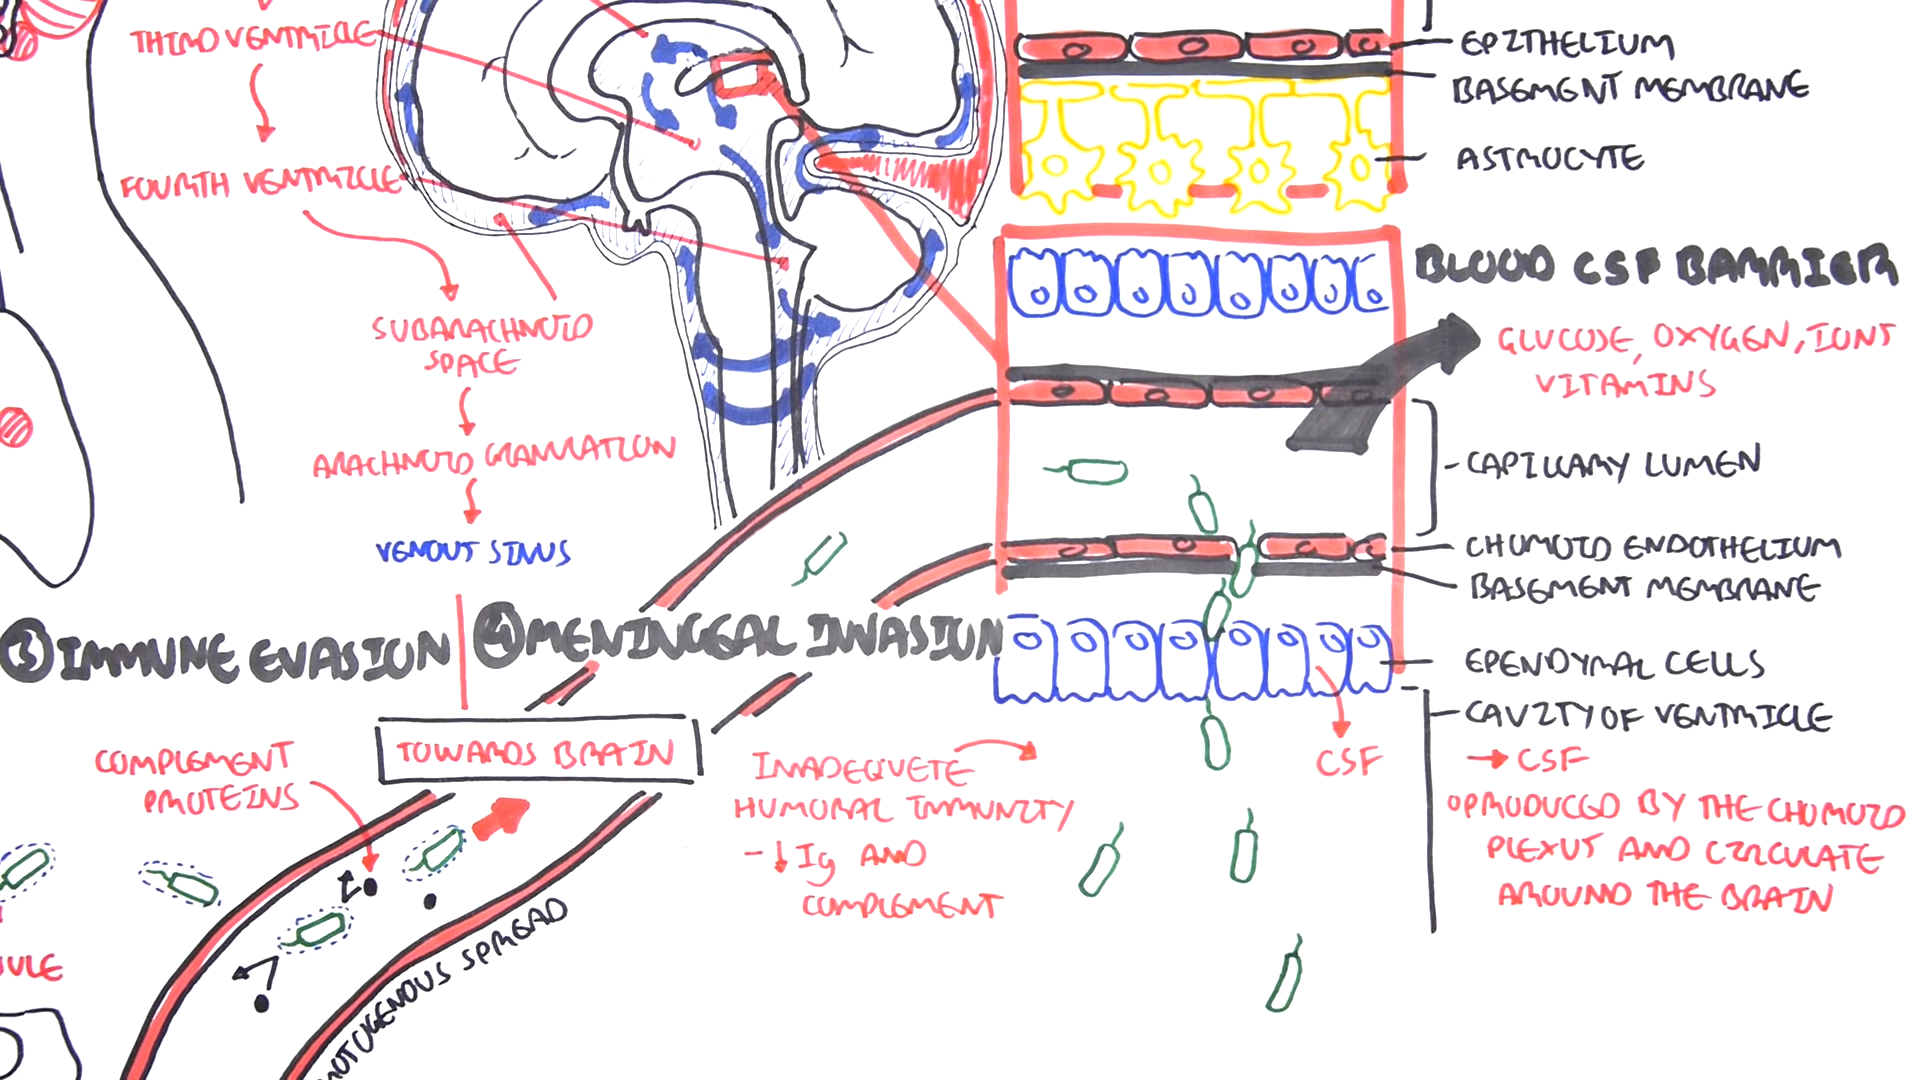 THIRD VENTRICLE
FOURTH VENTRICLE
SUBARACHNOID
SPACE
ARACHNOID GRANULATION
VENOUS SINUS
EPITHELIUM
BASEMENT MEMBRANE
ASTROCYTE
BLOOD CSF BARRIER
GLUCOSE, OXYGEN, IONS
VITAMINS
CAPILLARY LUMEN
CHOROID ENDOTHELIUM
BASEMENT MEMBRANE
EPENDYMAL CELLS
CAVITY OF VENTRICLE
→ CSF
°PRODUCED BY THE CHOROID
PLEXUS AND CIRCULATE
AROUND THE BRAIN
CSF
③ IMMUNE EVASION
④ MENINGEAL INVASION
TOWARDS BRAIN
COMPLEMENT
PROTEINS
INADEQUETE
HUMORAL IMMUNITY
- ↓ Ig AND
COMPLEMENT
SPREAD